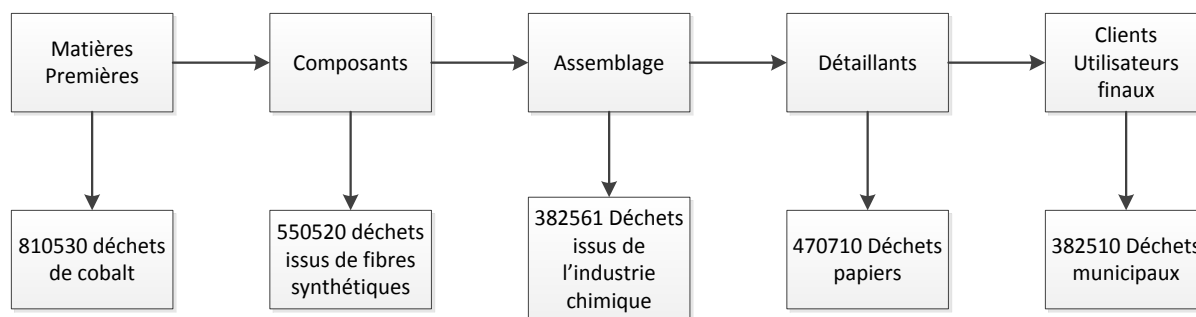 Matières
Premières
Composants
Assemblage
Détaillants
Clients
Utilisateurs
finaux
810530 déchets
de cobalt
550520 déchets
issus de fibres
synthétiques
382561 Déchets
issus de
l’industrie
chimique
470710 Déchets
papiers
382510 Déchets
municipaux